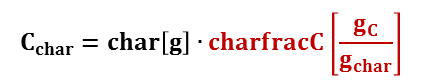 C_char = char[g] · charfracC [g_C / g_char]